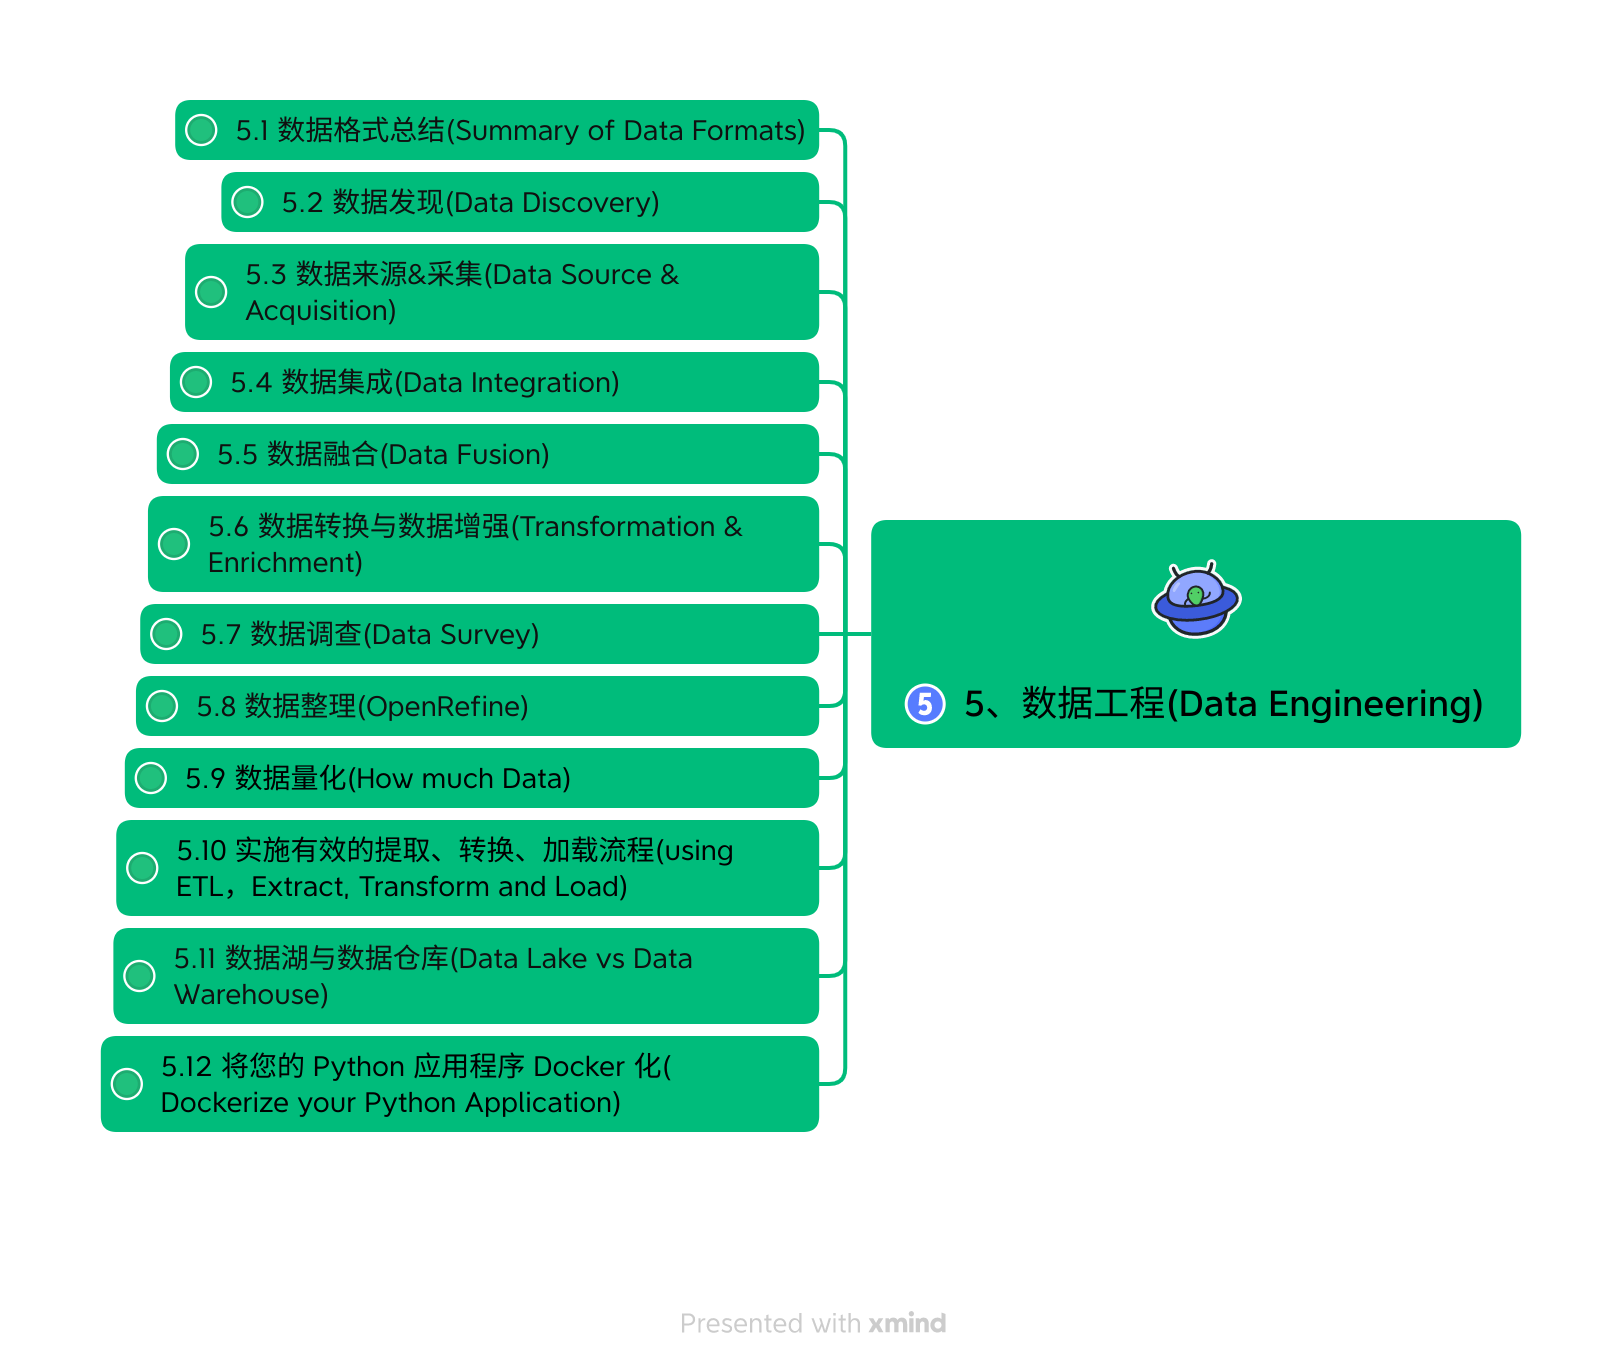 5.1 数据格式总结(Summary of Data Formats)
5.2 数据发现(Data Discovery)
5.3 数据来源&采集(Data Source &
Acquisition)
5.4 数据集成(Data Integration)
5.5 数据融合(Data Fusion)
5.6 数据转换与数据增强(Transformation &
Enrichment)
5.7 数据调查(Data Survey)
5.8 数据整理(OpenRefine)
5.9 数据量化(How much Data)
5.10 实施有效的提取、转换、加载流程(using
ETL，Extract, Transform and Load)
5.11 数据湖与数据仓库(Data Lake vs Data
Warehouse)
5.12 将您的 Python 应用程序 Docker 化(
Dockerize your Python Application)
5 5、数据工程(Data Engineering)
Presented with xmind